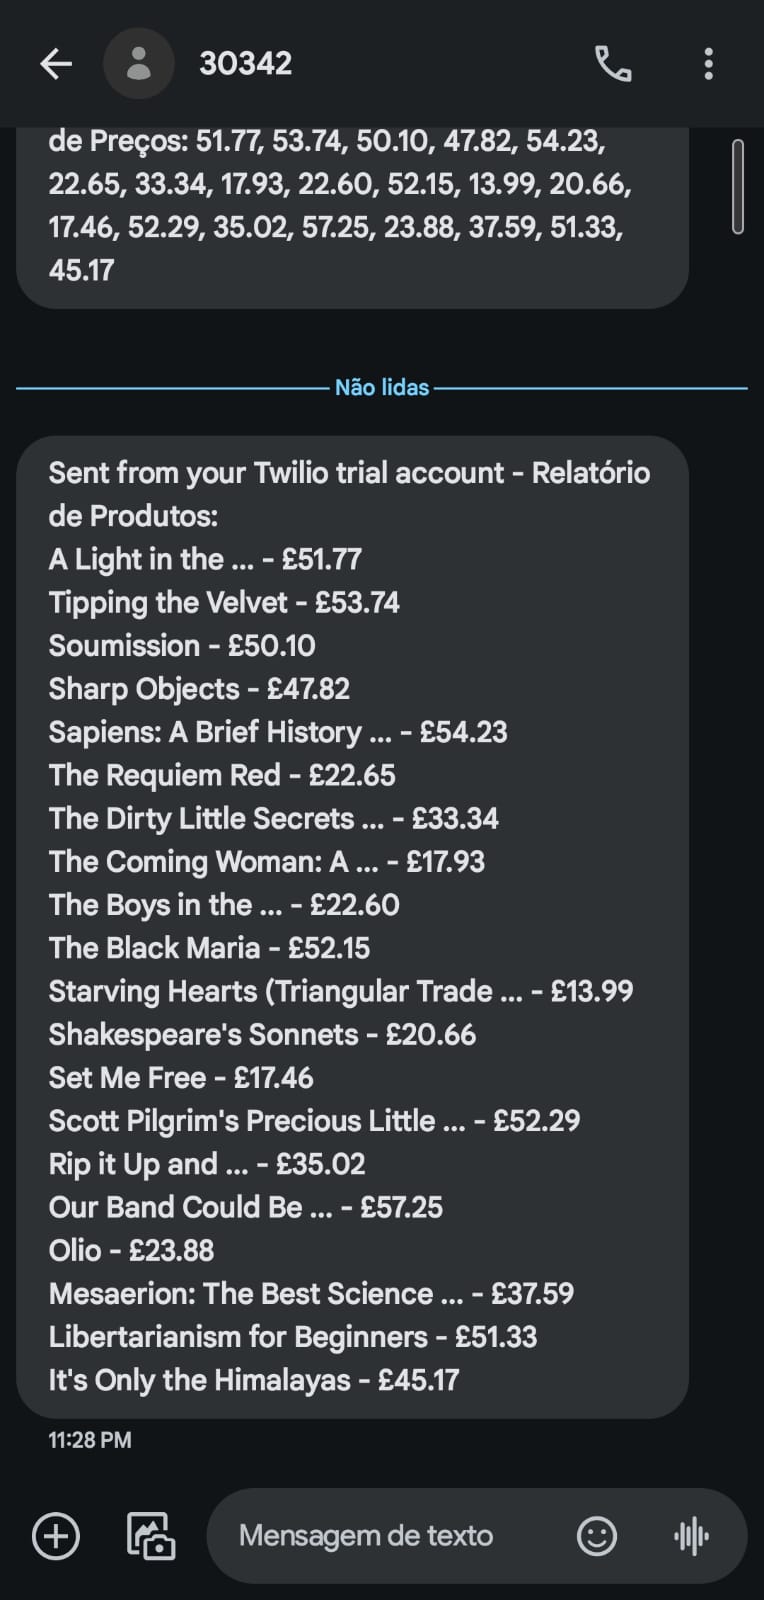 30342
de Preços: 51.77, 53.74, 50.10, 47.82, 54.23,
22.65, 33.34, 17.93, 22.60, 52.15, 13.99, 20.66,
17.46, 52.29, 35.02, 57.25, 23.88, 37.59, 51.33,
45.17
Não lidas
Sent from your Twilio trial account - Relatório
de Produtos:
A Light in the ... - £51.77
Tipping the Velvet - £53.74
Soumission - £50.10
Sharp Objects - £47.82
Sapiens: A Brief History ... - £54.23
The Requiem Red - £22.65
The Dirty Little Secrets ... - £33.34
The Coming Woman: A ... - £17.93
The Boys in the ... - £22.60
The Black Maria - £52.15
Starving Hearts (Triangular Trade ... - £13.99
Shakespeare's Sonnets - £20.66
Set Me Free - £17.46
Scott Pilgrim's Precious Little ... - £52.29
Rip it Up and ... - £35.02
Our Band Could Be ... - £57.25
Olio - £23.88
Mesaerion: The Best Science ... - £37.59
Libertarianism for Beginners - £51.33
It's Only the Himalayas - £45.17
11:28 PM
Mensagem de texto